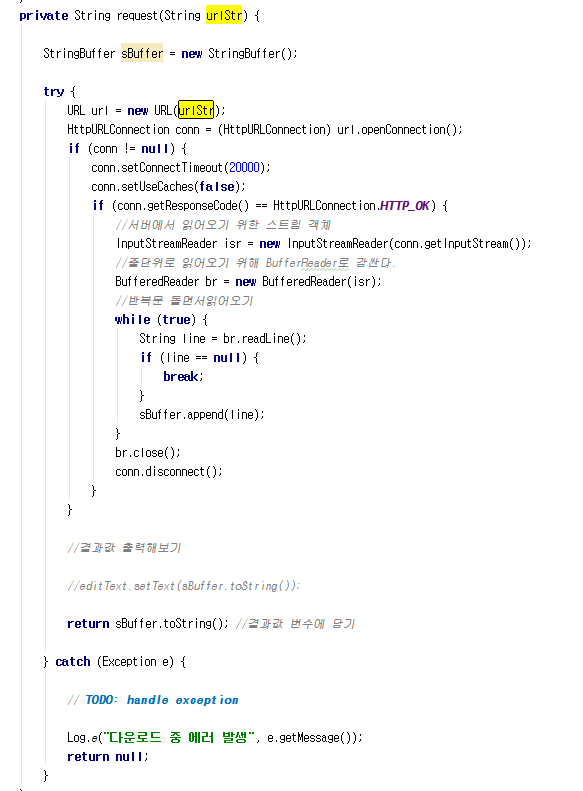 private String request(String urlStr) {
StringBuffer sBuffer = new StringBuffer();
try {
URL url = new URL(urlStr);
HttpURLConnection conn = (HttpURLConnection) url.openConnection();
if (conn != null) {
conn.setConnectTimeout(20000);
conn.setUseCaches(false);
if (conn.getResponseCode() == HttpURLConnection.HTTP_OK) {
//서버에서 읽어오기 위한 스트림 객체
InputStreamReader isr = new InputStreamReader(conn.getInputStream());
//줄단위로 읽어오기 위해 BufferReader로 감싼다.
BufferedReader br = new BufferedReader(isr);
//반복문 돌면서읽어오기
while (true) {
String line = br.readLine();
if (line == null) {
break;
}
sBuffer.append(line);
}
br.close();
conn.disconnect();
}
}
//결과값 출력해보기
//editText.setText(sBuffer.toString());
return sBuffer.toString(); //결과값 변수에 담기
} catch (Exception e) {
// TODO: handle exception
Log.e("다운로드 중 에러 발생", e.getMessage());
return null;
}